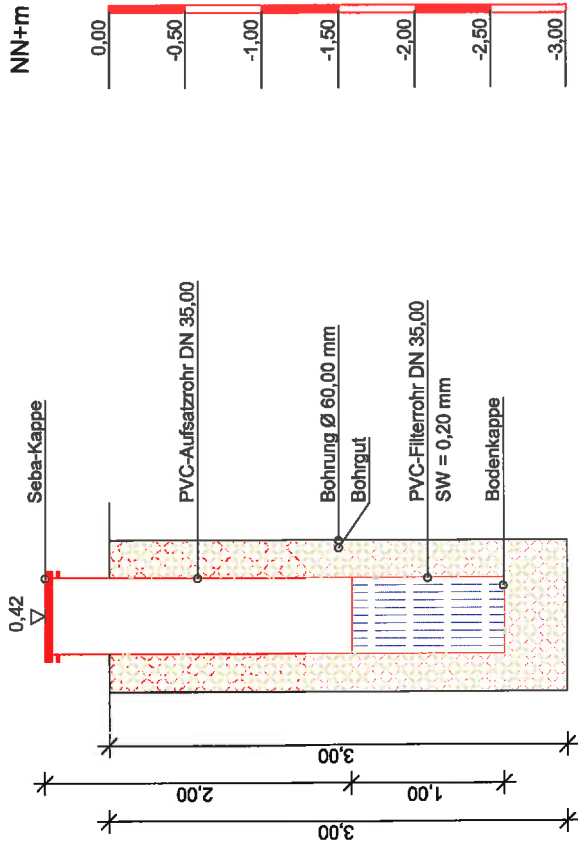 NN+m
0,42
Seba-Kappe
0,00
-0,50
PVC-Aufsatzrohr DN 35,00
-1,00
Bohrung Ø 60,00 mm
-1,50
Bohrgut
PVC-Filterrohr DN 35,00
SW = 0,20 mm
-2,00
Bodenkappe
-2,50
-3,00
3,00
2,00
1,00
3,00